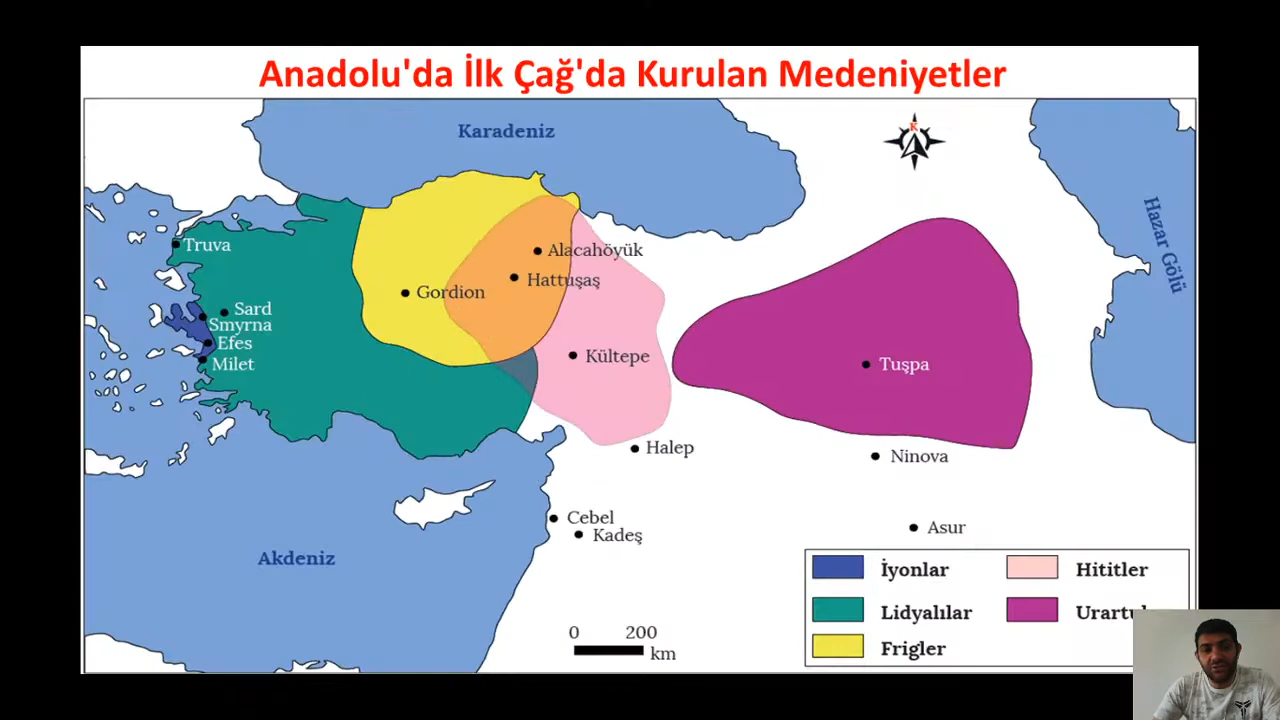 Anadolu'da İlk Çağ'da Kurulan Medeniyetler
Karadeniz
K
Hazar Gölü
Truva
Alacahöyük
Hattuşaş
Gordion
Sard
Smyrna
Efes
Milet
Kültepe
Tuşpa
Halep
Ninova
Cebel
Kadeş
Asur
Akdeniz
İyonlar
Hititler
Lidyalılar
Frigler
0 200
km